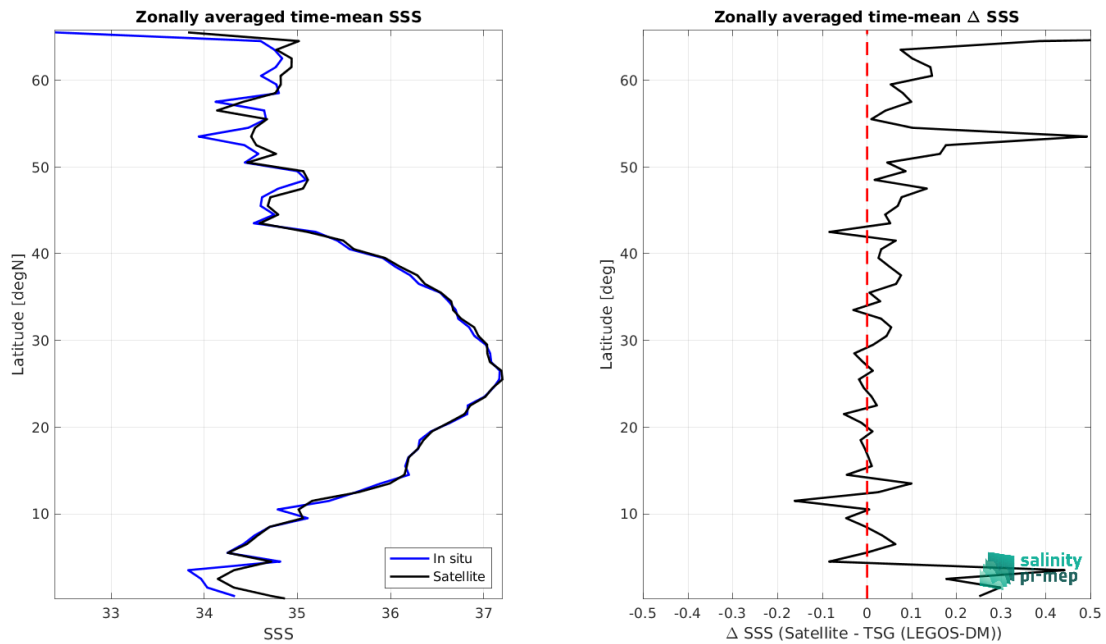 Zonally averaged time-mean SSS
60
50
40
30
20
10
Latitude [degN]
33
34
35
36
37
SSS
In situ
Satellite
Zonally averaged time-mean Δ SSS
60
50
40
30
20
10
Latitude [deg]
-0.5
-0.4
-0.3
-0.2
-0.1
0
0.1
0.2
0.3
0.4
0.5
Δ SSS (Satellite - TSG (LEGOS-DM))
salinity
pi-mep